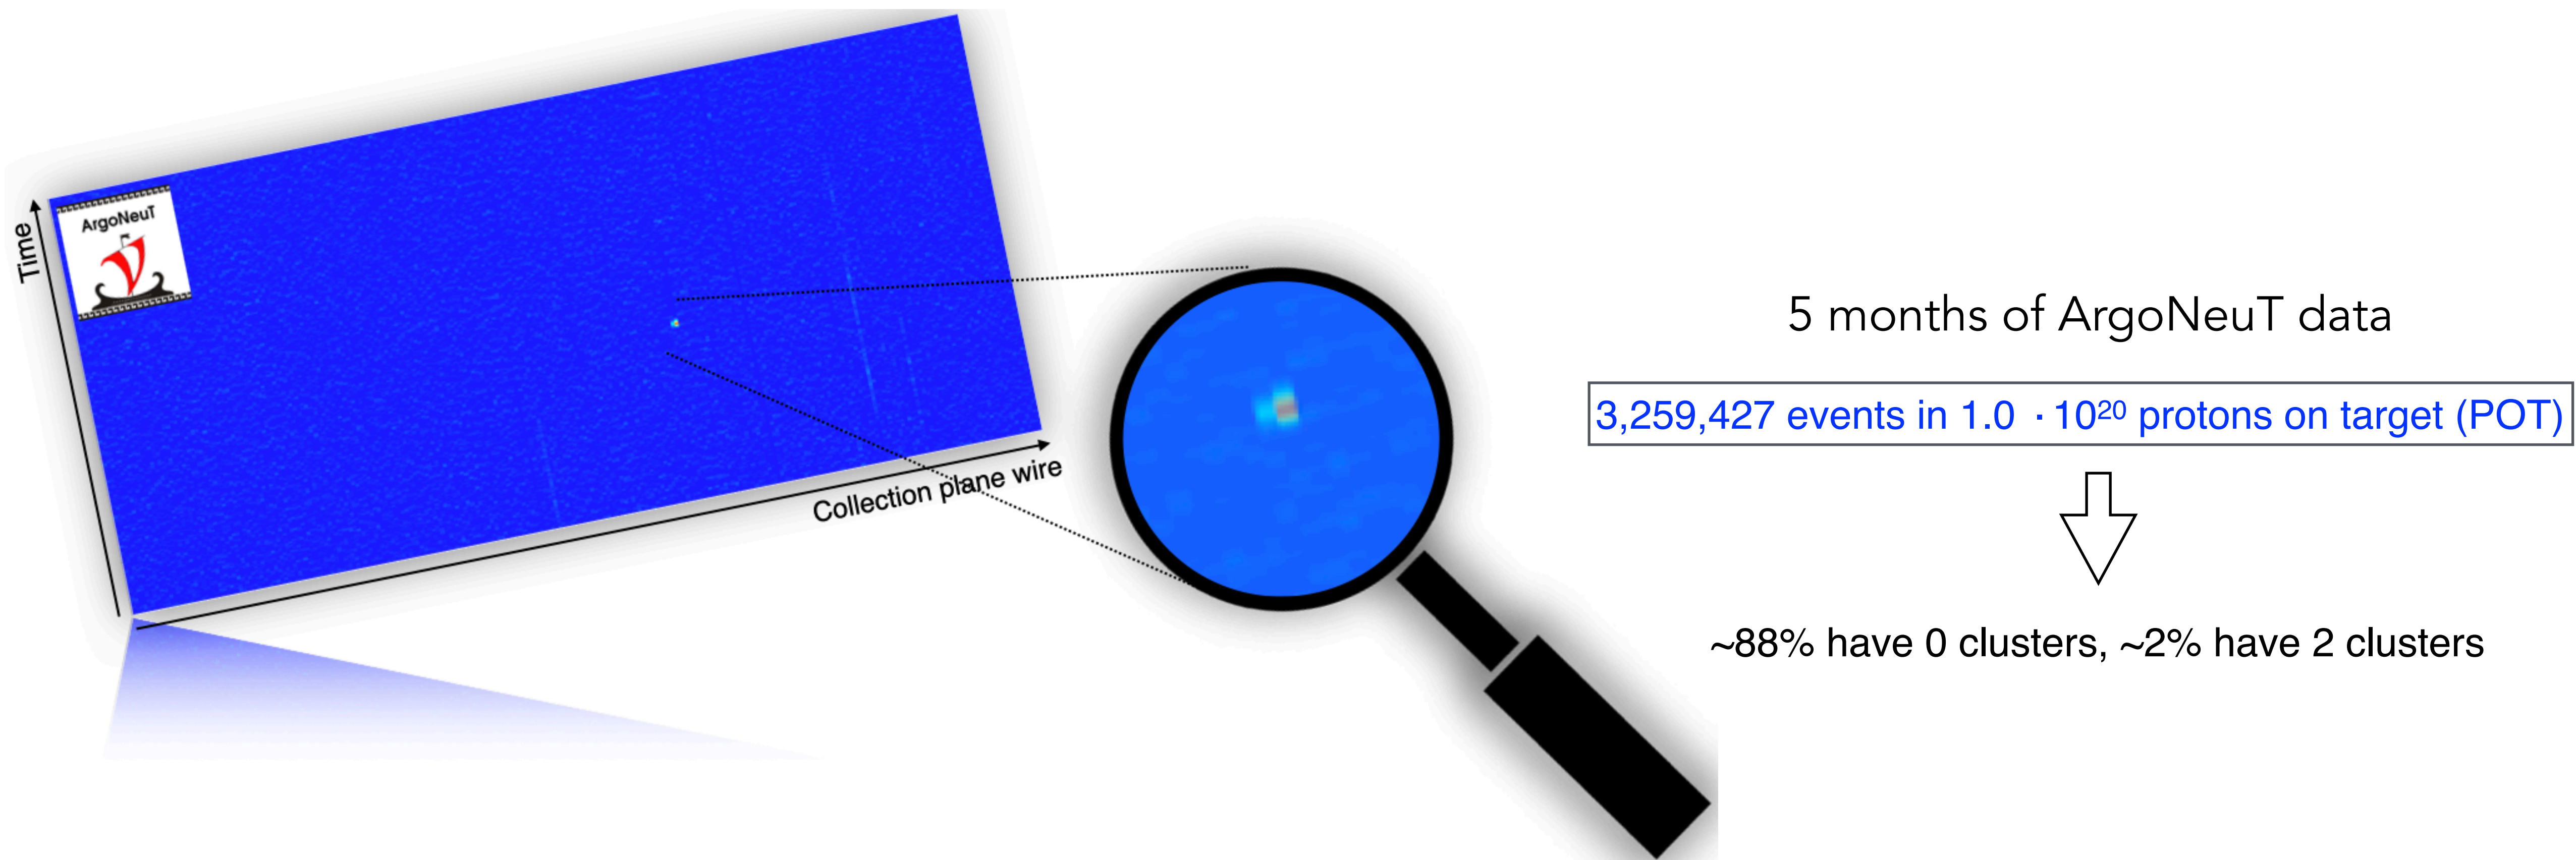 ArgoNeuT
Time
Collection plane wire
5 months of ArgoNeuT data
3,259,427 events in 1.0 · 10²⁰ protons on target (POT)
~88% have 0 clusters, ~2% have 2 clusters